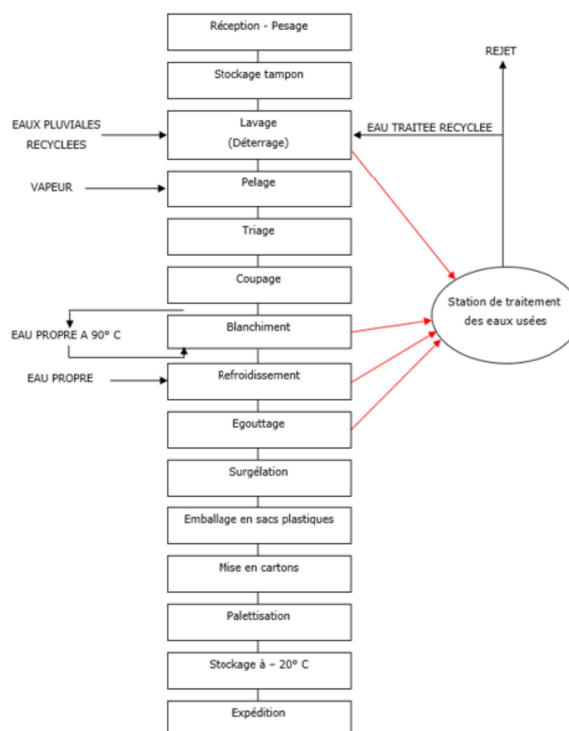 Réception - Pesage
REJET
Stockage tampon
EAUX PLUVIALES
RECYCLEES
Lavage
(Déterrage)
EAU TRAITEE RECYCLEE
VAPEUR
Pelage
Triage
Coupage
Station de traitement
des eaux usées
EAU PROPRE A 90° C
Blanchiment
EAU PROPRE
Refroidissement
Egouttage
Surgélation
Emballage en sacs plastiques
Mise en cartons
Palettisation
Stockage à – 20° C
Expédition